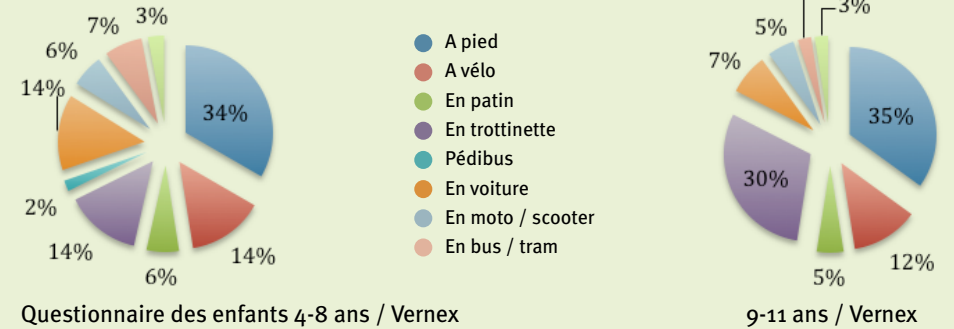 7%
3%
6%
14%
34%
2%
14%
6%
14%
A pied
A vélo
En patin
En trottinette
Pédibus
En voiture
En moto / scooter
En bus / tram
3%
5%
7%
35%
30%
12%
5%
Questionnaire des enfants 4-8 ans / Vernex
9-11 ans / Vernex